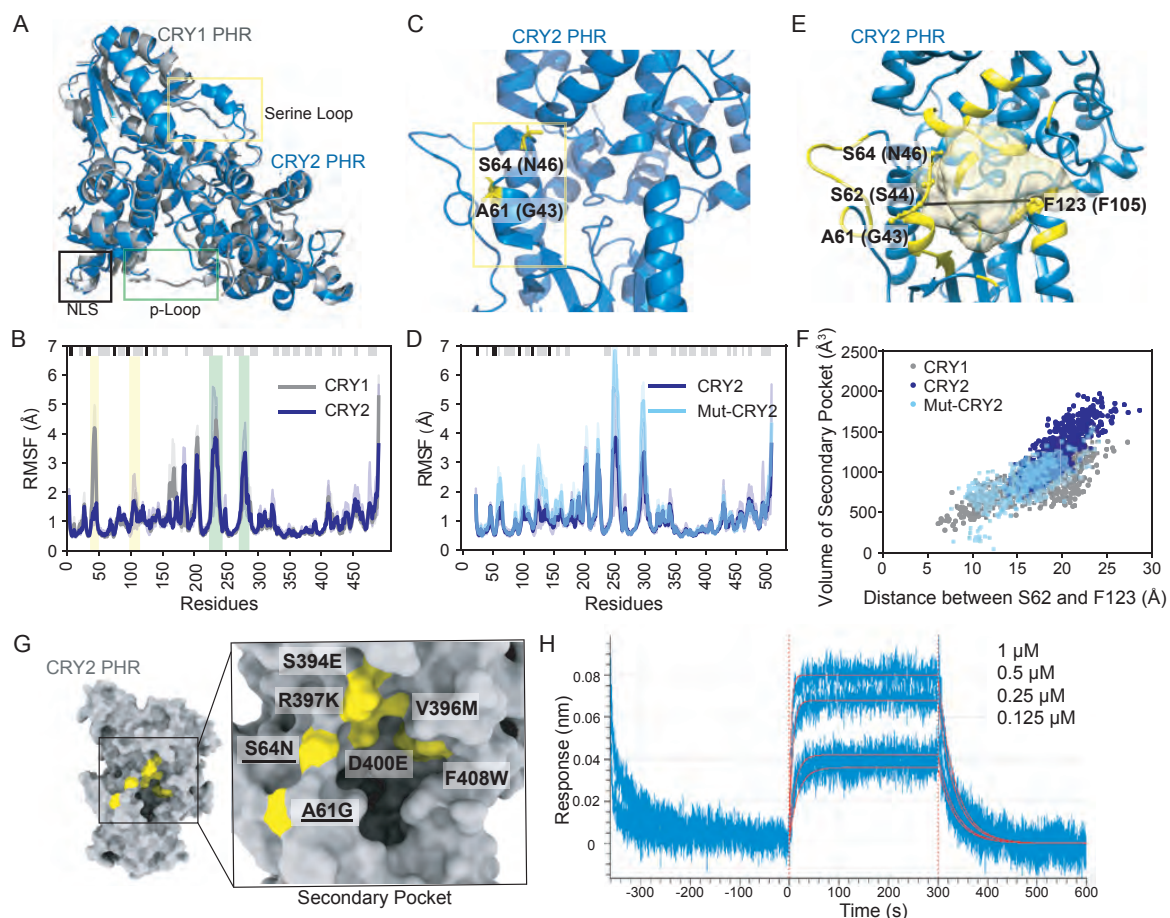 A
CRY1 PHR
Serine Loop
CRY2 PHR
NLS
p-Loop
C
CRY2 PHR
S64 (N46)
A61 (G43)
E
CRY2 PHR
S64 (N46)
S62 (S44)
F123 (F105)
A61 (G43)
B
RMSF (Å)
7
6
5
4
3
2
1
0
CRY1
CRY2
0
50
100
150
200
250
300
350
400
450
Residues
D
RMSF (Å)
7
6
5
4
3
2
1
0
CRY2
Mut-CRY2
0
50
100
150
200
250
300
350
400
450
500
Residues
F
Volume of Secondary Pocket (Å³)
2500
2000
1500
1000
500
0
CRY1
CRY2
Mut-CRY2
0
5
10
15
20
25
30
Distance between S62 and F123 (Å)
G
CRY2 PHR
S394E
R397K
V396M
S64N
D400E
F408W
A61G
Secondary Pocket
H
Response (nm)
0.08
0.06
0.04
0.02
0
1 µM
0.5 µM
0.25 µM
0.125 µM
-300
-200
-100
0
100
200
300
400
500
600
Time (s)